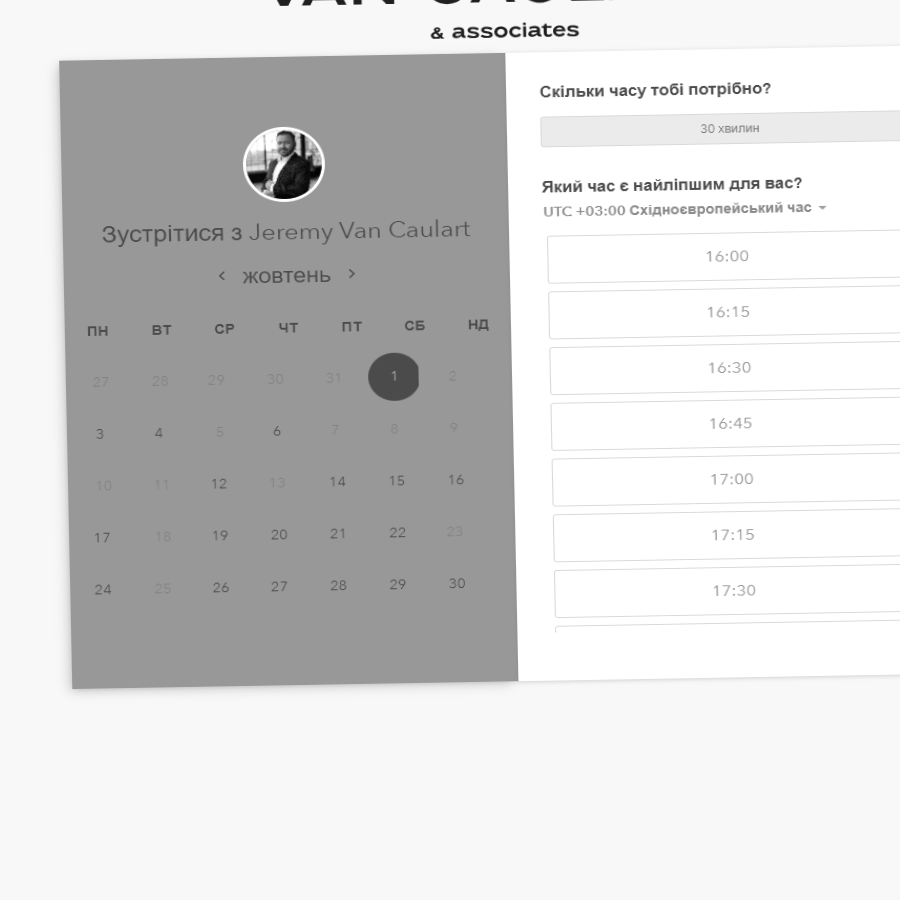 & associates
Зустрітися з Jeremy Van Caulart
жовтень
ПН ВТ СР ЧТ ПТ СБ НД
27 28 29 30 31 1 2
3 4 5 6 7 8 9
10 11 12 13 14 15 16
17 18 19 20 21 22 23
24 25 26 27 28 29 30
Скільки часу тобі потрібно?
30 хвилин
Який час є найліпшим для вас?
UTC +03:00 Східноєвропейський час
16:00
16:15
16:30
16:45
17:00
17:15
17:30